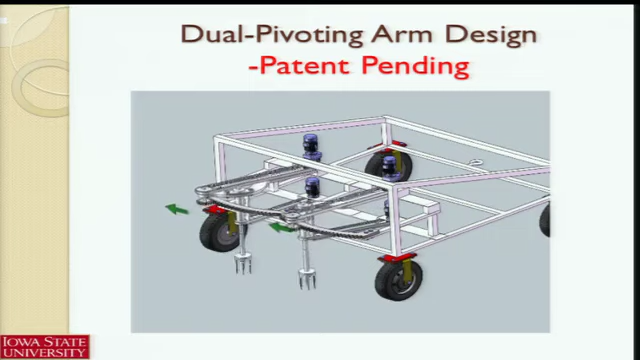 Dual-Pivoting Arm Design
-Patent Pending
IOWA STATE
UNIVERSITY